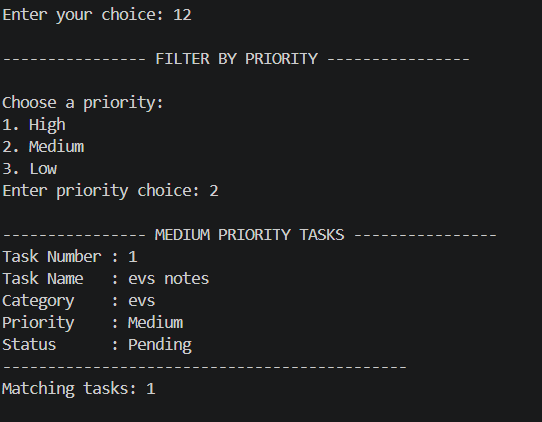 Enter your choice: 12
---------------- FILTER BY PRIORITY ----------------
Choose a priority:
1. High
2. Medium
3. Low
Enter priority choice: 2
---------------- MEDIUM PRIORITY TASKS ----------------
Task Number : 1
Task Name   : evs notes
Category    : evs
Priority    : Medium
Status      : Pending
---------------------------------------------
Matching tasks: 1